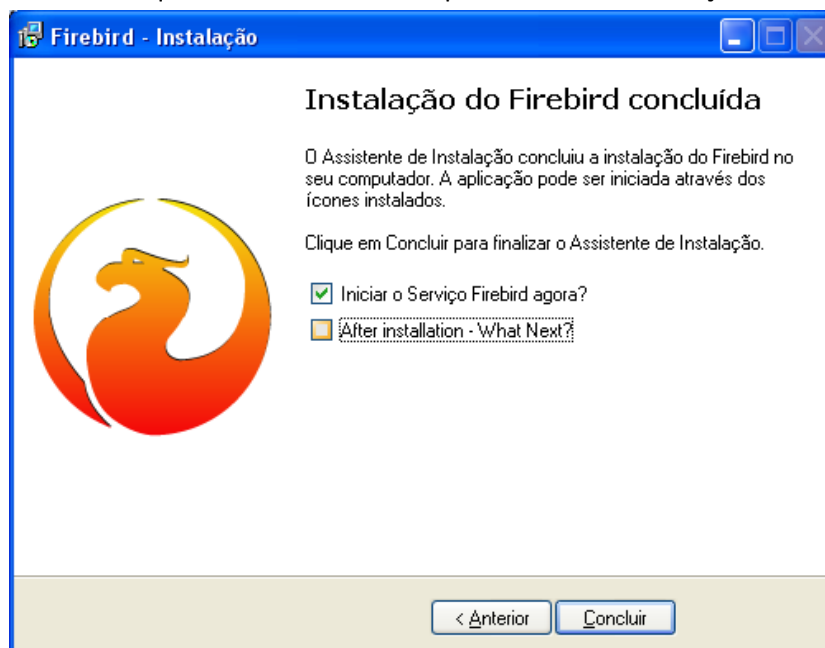 Firebird - Instalação
Instalação do Firebird concluída
O Assistente de Instalação concluiu a instalação do Firebird no
seu computador. A aplicação pode ser iniciada através dos
ícones instalados.
Clique em Concluir para finalizar o Assistente de Instalação.
Iniciar o Serviço Firebird agora?
After installation - What Next?
< Anterior
Concluir